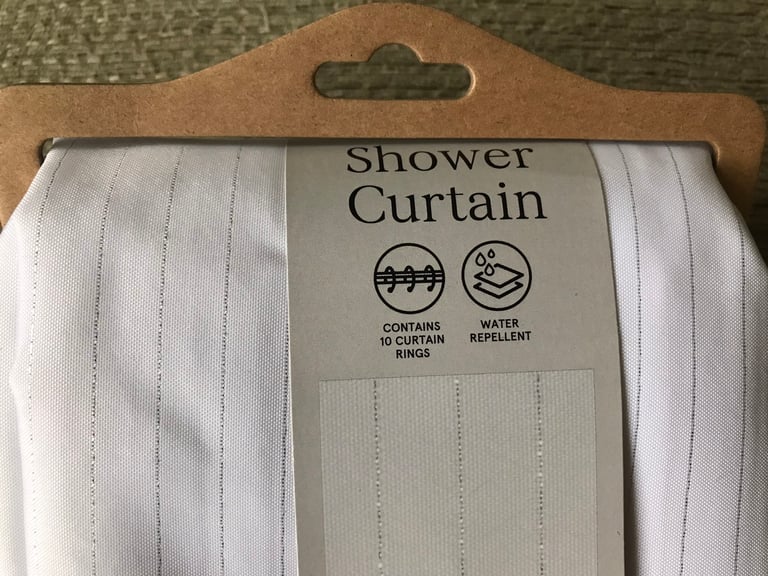 Shower
Curtain
CONTAINS
10 CURTAIN
RINGS
WATER
REPELLENT